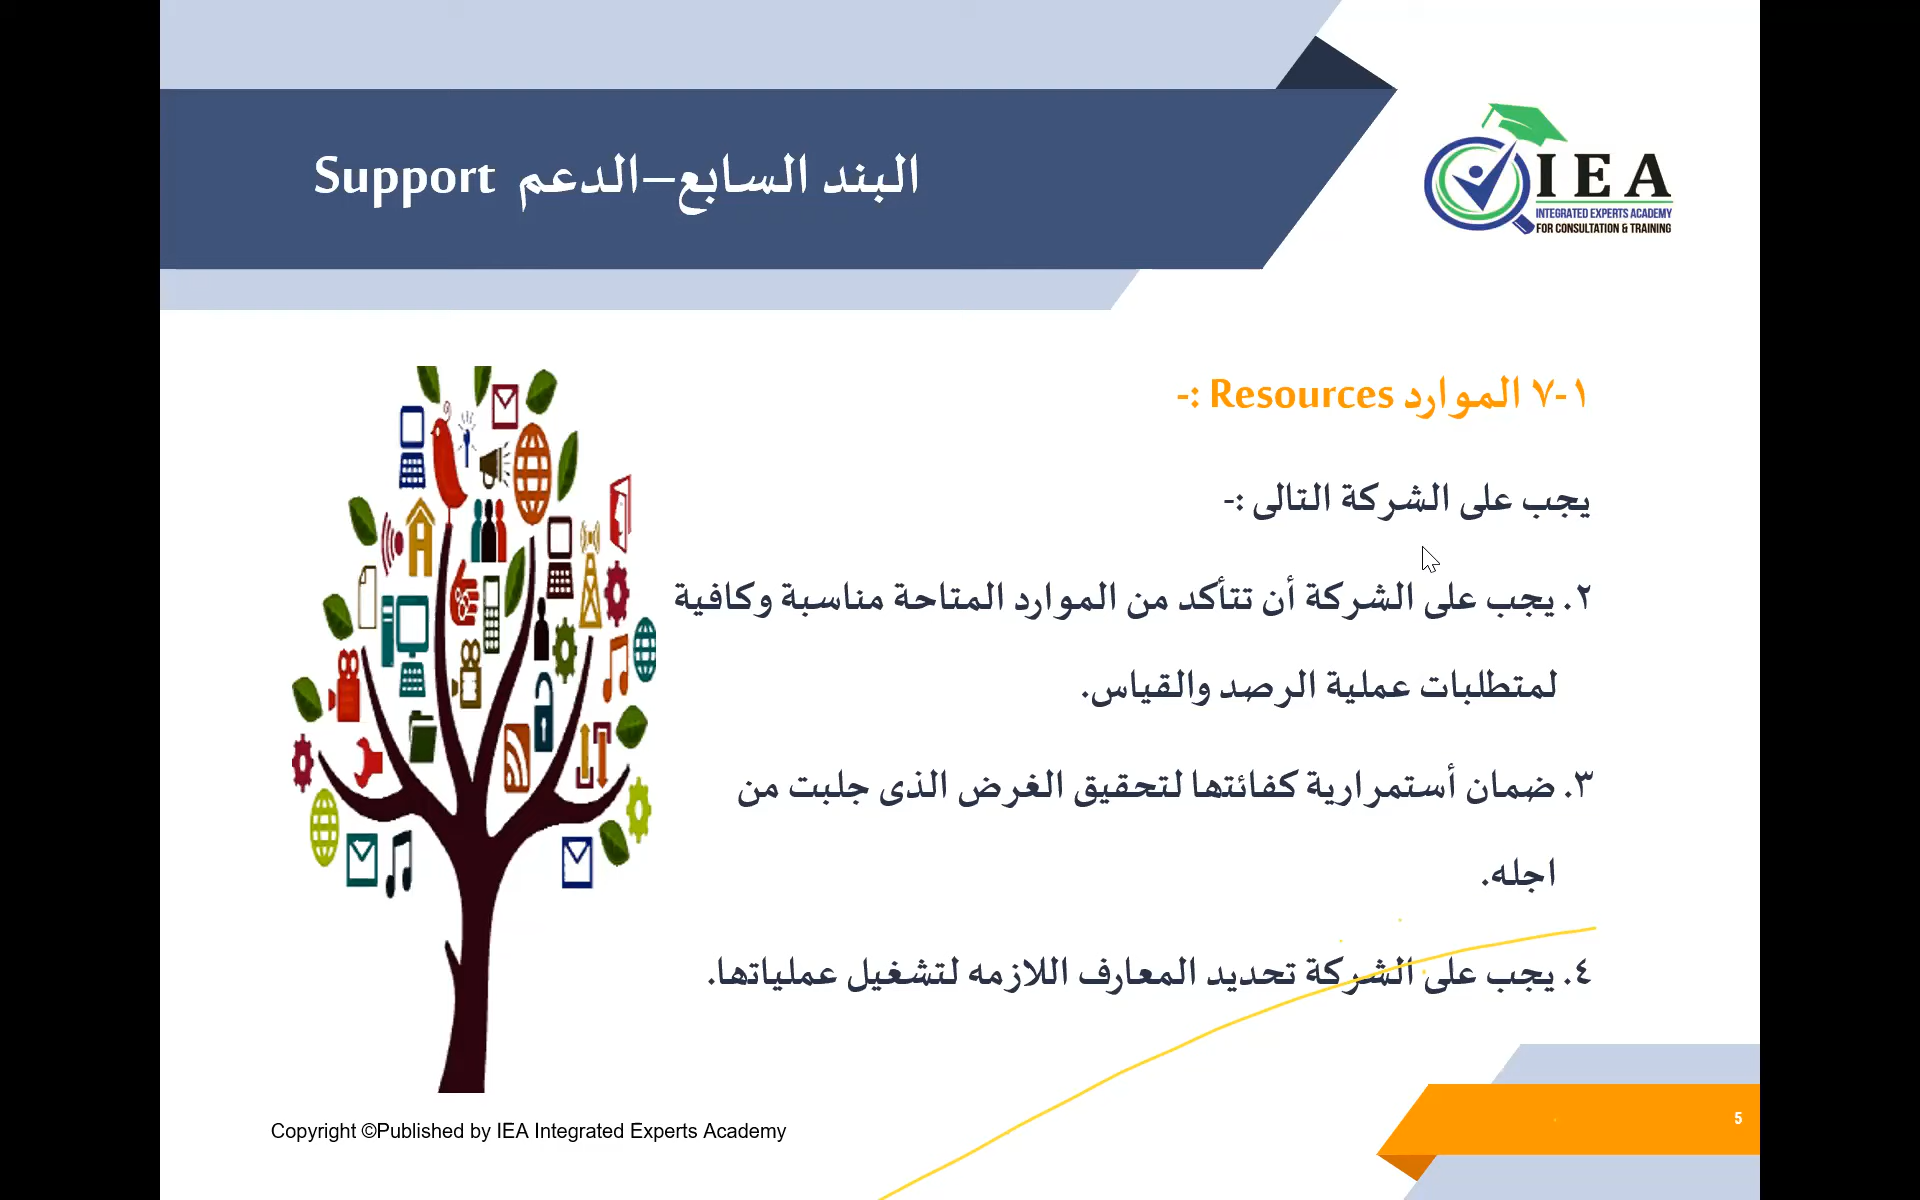 البند السابع–الدعم Support
IEA
INTEGRATED EXPERTS ACADEMY
FOR CONSULTATION & TRAINING
٧-١ الموارد Resources :-
يجب على الشركة التالى :-
٢. يجب على الشركة أن تتأكد من الموارد المتاحة مناسبة وكافية
لمتطلبات عملية الرصد والقياس.
٣. ضمان أستمرارية كفائتها لتحقيق الغرض الذى جلبت من
اجله.
٤. يجب على الشركة تحديد المعارف اللازمه لتشغيل عملياتها.
Copyright ©Published by IEA Integrated Experts Academy
5